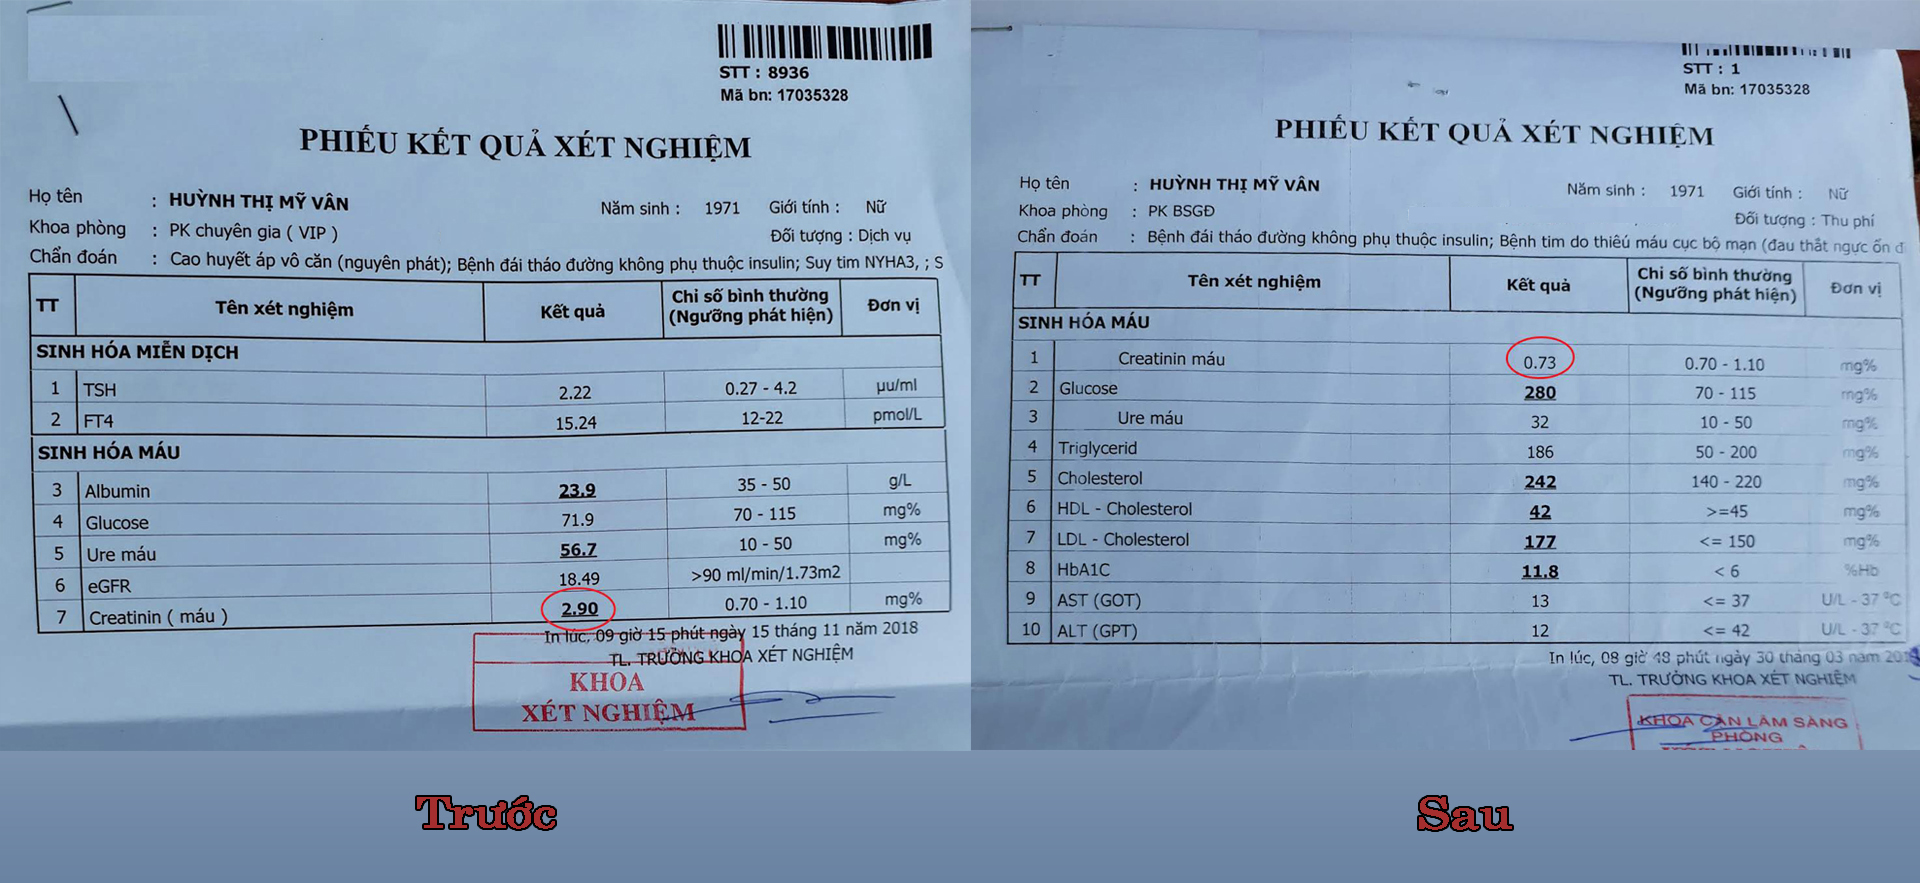 STT : 8936
Mã bn: 17035328
PHIẾU KẾT QUẢ XÉT NGHIỆM
Họ tên : HUỲNH THỊ MỸ VÂN
Năm sinh : 1971 Giới tính : Nữ
Khoa phòng : PK chuyên gia ( VIP )
Đối tượng : Dịch vụ
Chẩn đoán : Cao huyết áp vô căn (nguyên phát); Bệnh đái tháo đường không phụ thuộc insulin; Suy tim NYHA3, ; S
TT Tên xét nghiệm Kết quả Chỉ số bình thường (Ngưỡng phát hiện) Đơn vị
SINH HÓA MIỄN DỊCH
1 TSH 2.22 0.27 - 4.2 µu/ml
2 FT4 15.24 12-22 pmol/L
SINH HÓA MÁU
3 Albumin 23.9 35 - 50 g/L
4 Glucose 71.9 70 - 115 mg%
5 Ure máu 56.7 10 - 50 mg%
6 eGFR 18.49 >90 ml/min/1.73m2
7 Creatinin ( máu ) 2.90 0.70 - 1.10 mg%
In lúc, 09 giờ 15 phút ngày 15 tháng 11 năm 2018
TL. TRƯỞNG KHOA XÉT NGHIỆM
KHOA
XÉT NGHIỆM
STT : 1
Mã bn: 17035328
PHIẾU KẾT QUẢ XÉT NGHIỆM
Họ tên : HUỲNH THỊ MỸ VÂN
Năm sinh : 1971 Giới tính : Nữ
Khoa phòng : PK BSGĐ
Đối tượng : Thu phí
Chẩn đoán : Bệnh đái tháo đường không phụ thuộc insulin; Bệnh tim do thiếu máu cục bộ mạn (đau thắt ngực ổn đ
TT Tên xét nghiệm Kết quả Chỉ số bình thường (Ngưỡng phát hiện) Đơn vị
SINH HÓA MÁU
1 Creatinin máu 0.73 0.70 - 1.10 mg%
2 Glucose 280 70 - 115 mg%
3 Ure máu 32 10 - 50 mg%
4 Triglycerid 186 50 - 200 mg%
5 Cholesterol 242 140 - 220 mg%
6 HDL - Cholesterol 42 >=45 mg%
7 LDL - Cholesterol 177 <= 150 mg%
8 HbA1C 11.8 < 6 %Hb
9 AST (GOT) 13 <= 37 U/L - 37 °C
10 ALT (GPT) 12 <= 42 U/L - 37 °C
In lúc, 08 giờ 48 phút ngày 30 tháng 03 năm
TL. TRƯỞNG KHOA XÉT NGHIỆM
KHOA CẬN LÂM SÀNG
PHÒNG
Trước
Sau